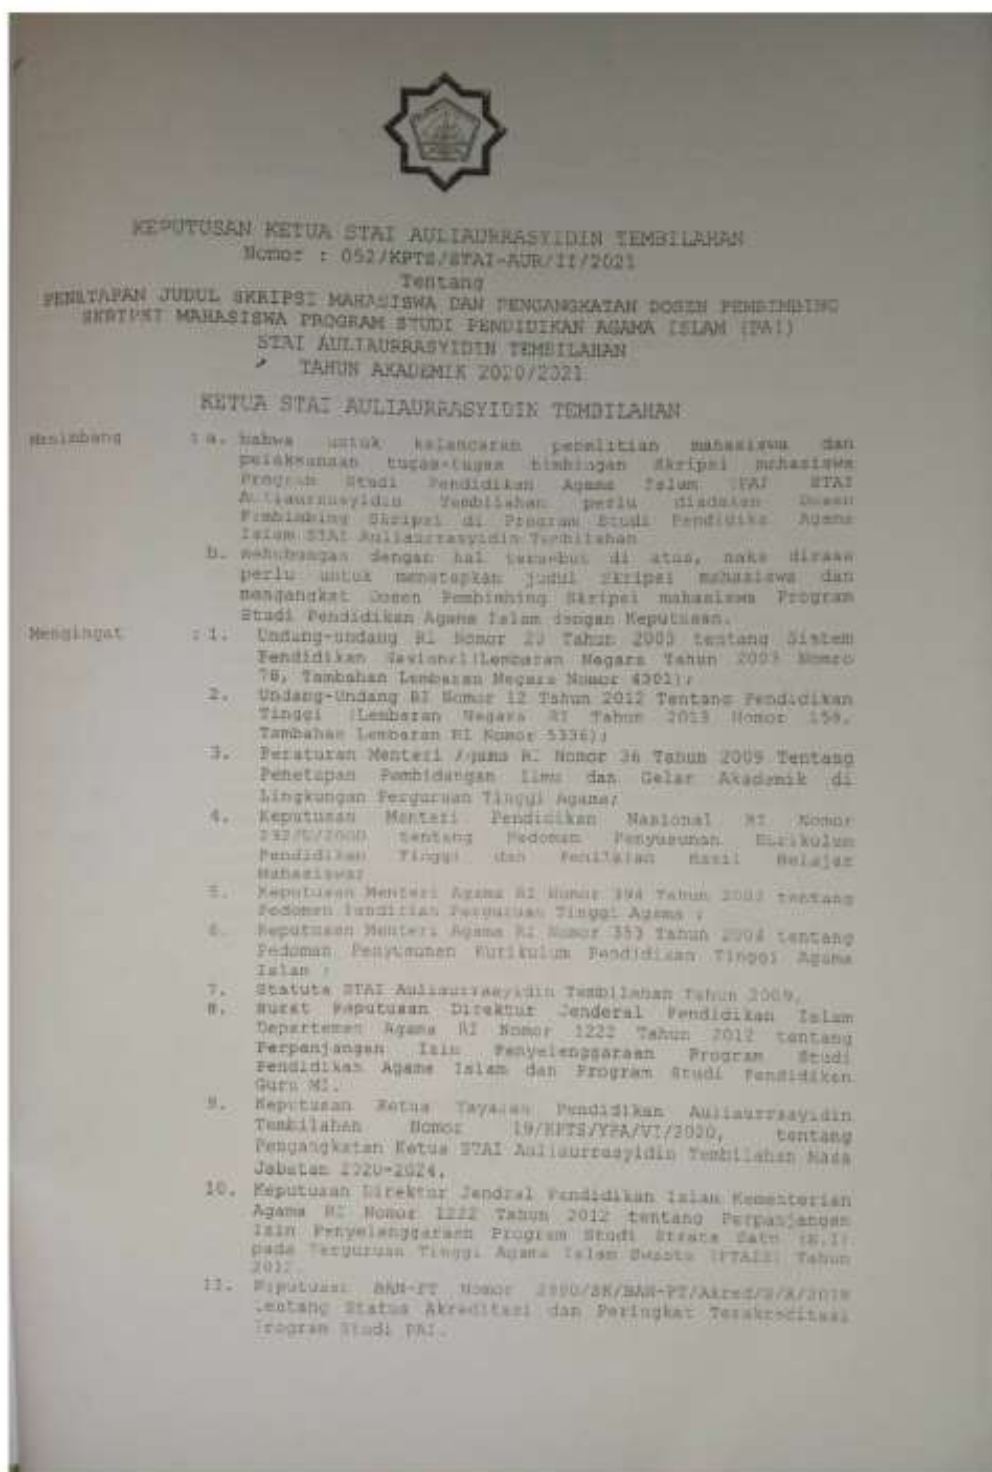 KEPUTUSAN KETUA STAI AULIAURRASYIDIN TEMBILAHAN
Nomor : 052/KPTS/STAI-AUR/II/2021
Tentang
PENETAPAN JUDUL SKRIPSI MAHASISWA DAN PENGANGKATAN DOSEN PEMBIMBING
SKRIPSI MAHASISWA PROGRAM STUDI PENDIDIKAN AGAMA ISLAM (PAI)
STAI AULIAURRASYIDIN TEMBILAHAN
TAHUN AKADEMIK 2020/2021
KETUA STAI AULIAURRASYIDIN TEMBILAHAN
Menimbang : a. bahwa untuk kelancaran penelitian mahasiswa dan
pelaksanaan tugas-tugas bimbingan Skripsi mahasiswa
Program Studi Pendidikan Agama Islam (PAI) STAI
Auliaurrasyidin Tembilahan perlu diadakan Dosen
Pembimbing Skripsi di Program Studi Pendidika Agama
Islam STAI Auliaurrasyidin Tembilahan
b. sehubungan dengan hal tersebut di atas, maka dirasa
perlu untuk menetapkan judul Skripsi mahasiswa dan
mengangkat Dosen Pembimbing Skripsi mahasiswa Program
Studi Pendidikan Agama Islam dengan Keputusan.
Mengingat : 1. Undang-undang RI Nomor 20 Tahun 2003 tentang Sistem
Pendidikan Nasional(Lembaran Negara Tahun 2003 Nomro
78, Tambahan Lembaran Negara Nomor 4301);
2. Undang-Undang RI Nomor 12 Tahun 2012 Tentang Pendidikan
Tinggi (Lembaran Negara RI Tahun 2013 Nomor 158,
Tambahan Lembaran RI Nomor 5336);
3. Peraturan Menteri Agama RI Nomor 36 Tahun 2009 Tentang
Penetapan Pembidangan Ilmu dan Gelar Akademik di
Lingkungan Perguruan Tinggi Agama;
4. Keputusan Menteri Pendidikan Nasional RI Nomor
232/U/2000 tentang Pedoman Penyusunan Kurikulum
Pendidikan Tinggi dan Penilaian Hasil Belajar
Mahasiswa;
5. Keputusan Menteri Agama RI Nomor 394 Tahun 2003 tentang
Pedoman Pendirian Perguruan Tinggi Agama ;
6. Keputusan Menteri Agama RI Nomor 353 Tahun 2004 tentang
Pedoman Penyusunan Kurikulum Pendidikan Tinggi Agama
Islam ;
7. Statuta STAI Auliaurrasyidin Tembilahan Tahun 2009,
8. Surat Keputusan Direktur Jenderal Pendidikan Islam
Departemen Agama RI Nomor 1222 Tahun 2012 tentang
Perpanjangan Izin Penyelenggaraan Program Studi
Pendidikan Agama Islam dan Program Studi Pendidikan
Guru MI.
9. Keputusan Ketua Yayasan Pendidikan Auliaurrasyidin
Tembilahan Nomor 19/KPTS/YPA/VI/2020, tentang
Pengangkatan Ketua STAI Auliaurrasyidin Tembilahan Masa
Jabatan 2020-2024.
10. Keputusan Direktur Jendral Pendidikan Islam Kementerian
Agama RI Nomor 1222 Tahun 2012 tentang Perpanjangan
Izin Penyelenggaraan Program Studi Strata Satu (S.1)
pada Perguruan Tinggi Agama Islam Swasta (PTAIS) Tahun
2012.
11. Keputusan BAN-PT Nomor
tentang Status Akreditasi dan Peringkat Terakreditasi
Program Studi PAI.